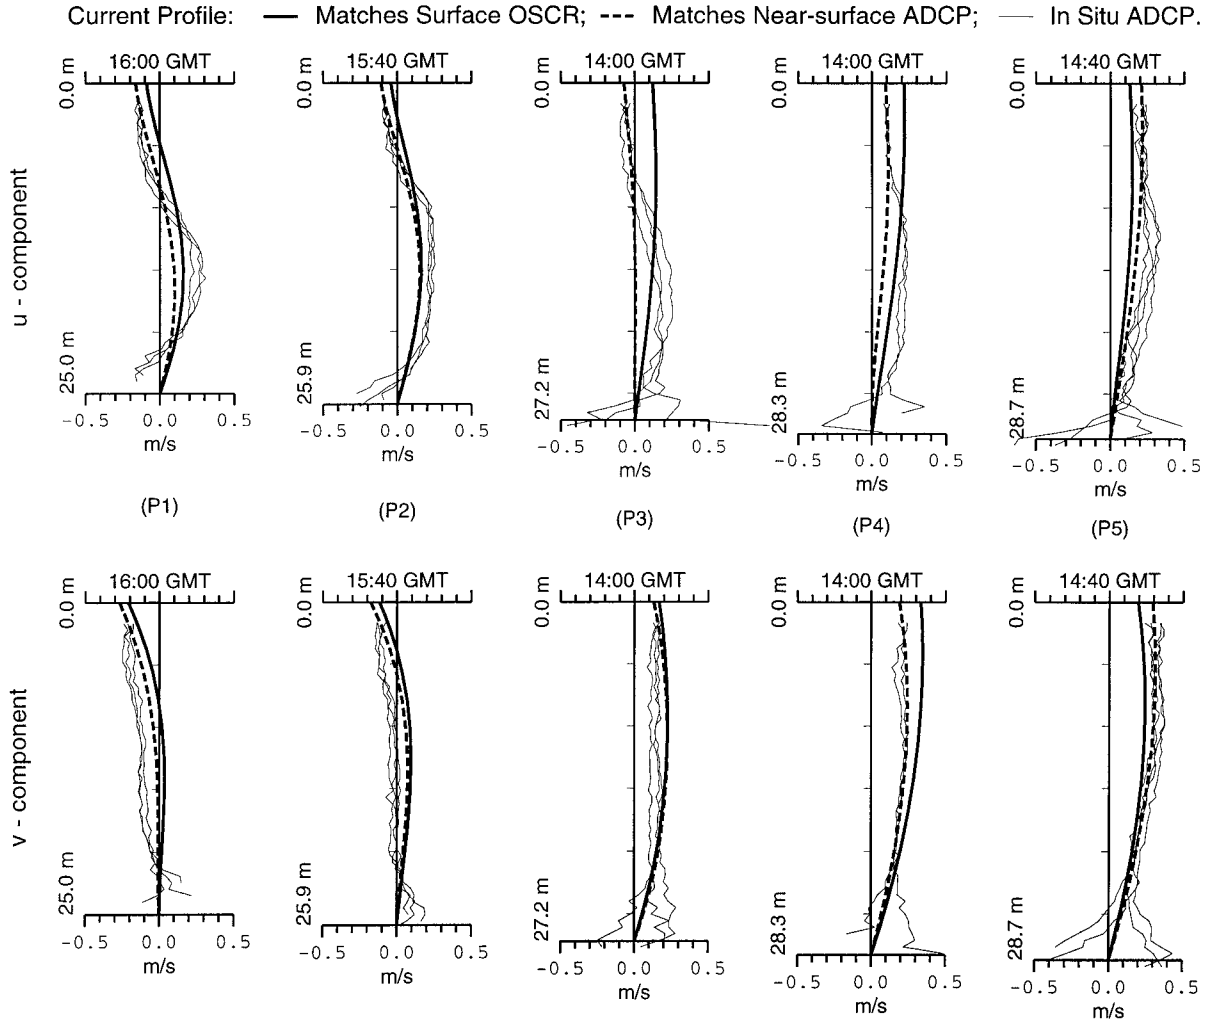 Current Profile: Matches Surface OSCR; Matches Near-surface ADCP; In Situ ADCP.
16:00 GMT 15:40 GMT 14:00 GMT 14:00 GMT 14:40 GMT
0.0 m 0.0 m 0.0 m 0.0 m 0.0 m
u - component
25.0 m 25.9 m 27.2 m 28.3 m 28.7 m
-0.5 0.0 0.5 -0.5 0.0 0.5 -0.5 0.0 0.5 -0.5 0.0 0.5 -0.5 0.0 0.5
m/s m/s m/s m/s m/s
(P1) (P2) (P3) (P4) (P5)
16:00 GMT 15:40 GMT 14:00 GMT 14:00 GMT 14:40 GMT
0.0 m 0.0 m 0.0 m 0.0 m 0.0 m
v - component
25.0 m 25.9 m 27.2 m 28.3 m 28.7 m
-0.5 0.0 0.5 -0.5 0.0 0.5 -0.5 0.0 0.5 -0.5 0.0 0.5 -0.5 0.0 0.5
m/s m/s m/s m/s m/s